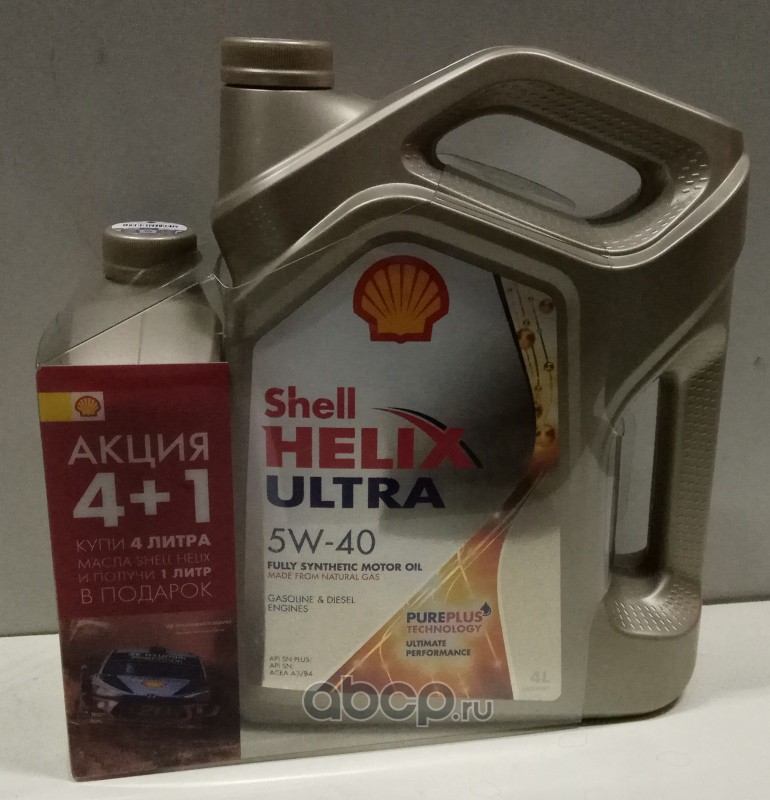 АКЦИЯ
4+1
КУПИ 4 ЛИТРА
МАСЛА SHELL HELIX
И ПОЛУЧИ 1 ЛИТР
В ПОДАРОК
Shell
HELIX
ULTRA
5W-40
FULLY SYNTHETIC MOTOR OIL
MADE FROM NATURAL GAS
GASOLINE & DIESEL
ENGINES
PUREPLUS
TECHNOLOGY
ULTIMATE
PERFORMANCE
API SN PLUS;
API SN;
ACEA A3/B4
4L
abcp.ru